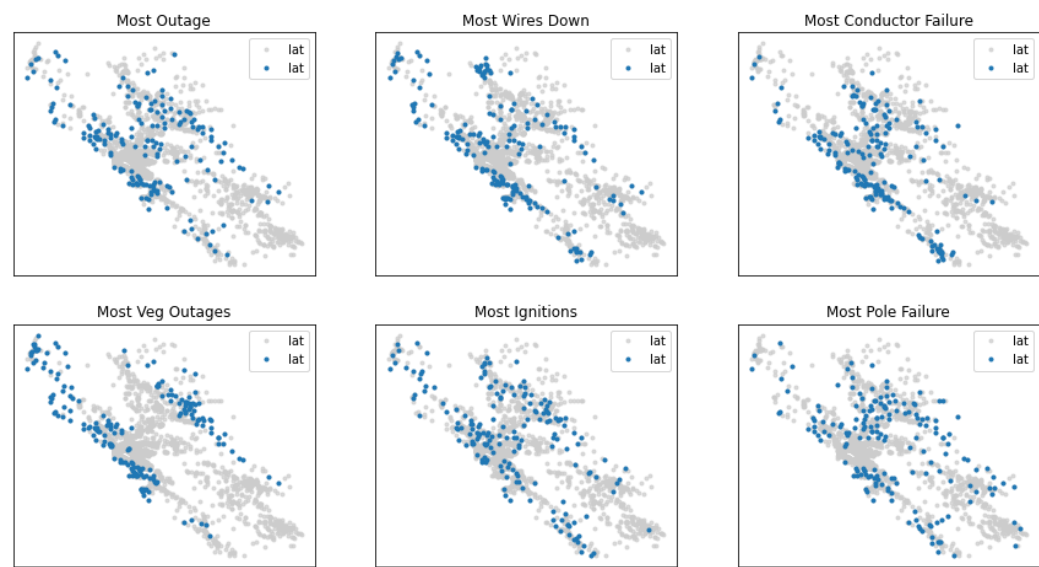 Most Outage
lat
lat
Most Wires Down
lat
lat
Most Conductor Failure
lat
lat
Most Veg Outages
lat
lat
Most Ignitions
lat
lat
Most Pole Failure
lat
lat